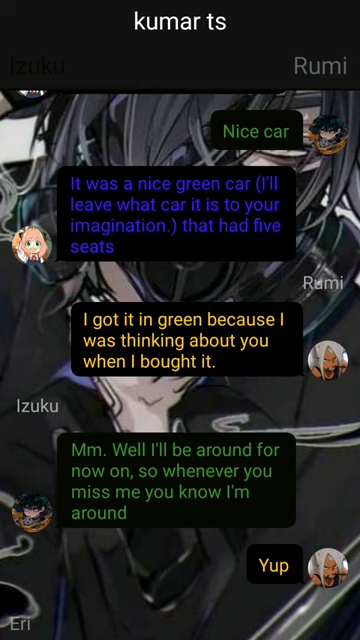 kumar ts
Izuku
Rumi
Nice car
It was a nice green car (I'll
leave what car it is to your
imagination.) that had five
seats
Rumi
I got it in green because I
was thinking about you
when I bought it.
Izuku
Mm. Well I'll be around for
now on, so whenever you
miss me you know I'm
around
Yup
Eri